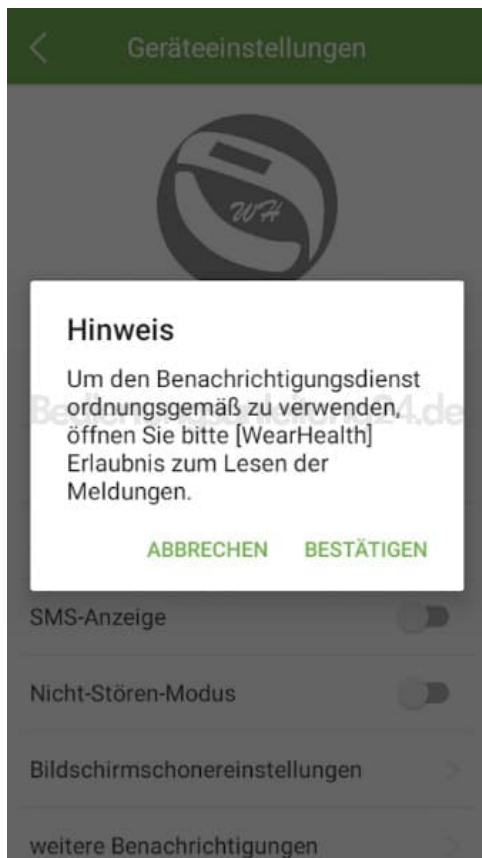 Geräteeinstellungen
WH
Hinweis
Um den Benachrichtigungsdienst
ordnungsgemäß zu verwenden,
öffnen Sie bitte [WearHealth]
Erlaubnis zum Lesen der
Meldungen.
ABBRECHEN BESTÄTIGEN
SMS-Anzeige
Nicht-Stören-Modus
Bildschirmschonereinstellungen
weitere Benachrichtigungen